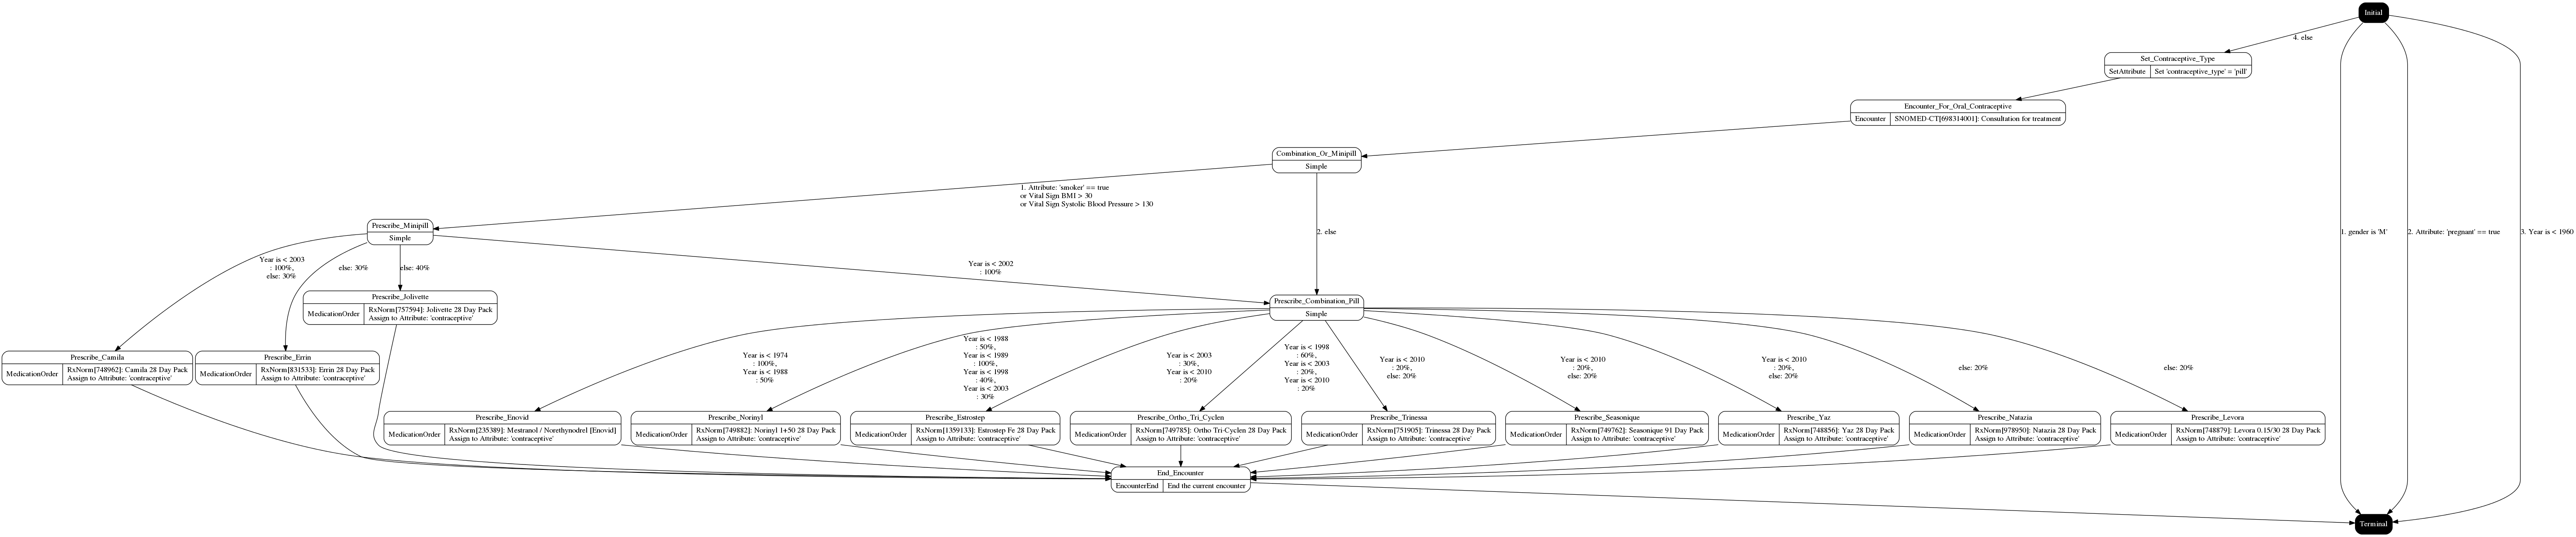 Initial
4. else
Set_Contraceptive_Type
SetAttribute Set 'contraceptive_type' = 'pill'
Encounter_For_Oral_Contraceptive
Encounter SNOMED-CT[698314001]: Consultation for treatment
Combination_Or_Minipill
Simple
1. Attribute: 'smoker' == true
or Vital Sign BMI > 30
or Vital Sign Systolic Blood Pressure > 130
Prescribe_Minipill
Simple
2. else
1. gender is 'M'
2. Attribute: 'pregnant' == true
3. Year is < 1960
Year is < 2003
: 100%,
else: 30%
else: 30%
else: 40%
Year is < 2002
: 100%
Prescribe_Jolivette
MedicationOrder RxNorm[757594]: Jolivette 28 Day Pack
Assign to Attribute: 'contraceptive'
Prescribe_Combination_Pill
Simple
Prescribe_Camila
MedicationOrder RxNorm[748962]: Camila 28 Day Pack
Assign to Attribute: 'contraceptive'
Prescribe_Errin
MedicationOrder RxNorm[831533]: Errin 28 Day Pack
Assign to Attribute: 'contraceptive'
Year is < 1974
: 100%,
Year is < 1988
: 50%
Year is < 1988
: 50%,
Year is < 1989
: 100%,
Year is < 1998
: 40%,
Year is < 2003
: 30%
Year is < 2003
: 30%,
Year is < 2010
: 20%
Year is < 1998
: 60%,
Year is < 2003
: 20%,
Year is < 2010
: 20%
Year is < 2010
: 20%,
else: 20%
Year is < 2010
: 20%,
else: 20%
Year is < 2010
: 20%,
else: 20%
else: 20%
else: 20%
Prescribe_Enovid
MedicationOrder RxNorm[235389]: Mestranol / Norethynodrel [Enovid]
Assign to Attribute: 'contraceptive'
Prescribe_Norinyl
MedicationOrder RxNorm[749882]: Norinyl 1+50 28 Day Pack
Assign to Attribute: 'contraceptive'
Prescribe_Estrostep
MedicationOrder RxNorm[1359133]: Estrostep Fe 28 Day Pack
Assign to Attribute: 'contraceptive'
Prescribe_Ortho_Tri_Cyclen
MedicationOrder RxNorm[749785]: Ortho Tri-Cyclen 28 Day Pack
Assign to Attribute: 'contraceptive'
Prescribe_Trinessa
MedicationOrder RxNorm[751905]: Trinessa 28 Day Pack
Assign to Attribute: 'contraceptive'
Prescribe_Seasonique
MedicationOrder RxNorm[749762]: Seasonique 91 Day Pack
Assign to Attribute: 'contraceptive'
Prescribe_Yaz
MedicationOrder RxNorm[748856]: Yaz 28 Day Pack
Assign to Attribute: 'contraceptive'
Prescribe_Natazia
MedicationOrder RxNorm[978950]: Natazia 28 Day Pack
Assign to Attribute: 'contraceptive'
Prescribe_Levora
MedicationOrder RxNorm[748879]: Levora 0.15/30 28 Day Pack
Assign to Attribute: 'contraceptive'
End_Encounter
EncounterEnd End the current encounter
Terminal